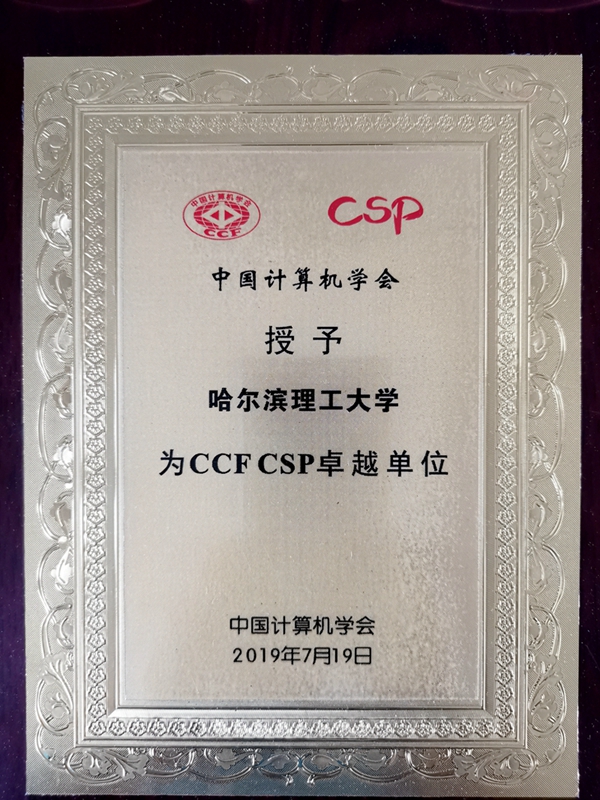 中国计算机学会
CCF
CSP
中国计算机学会
授予
哈尔滨理工大学
为CCF CSP卓越单位
中国计算机学会
2019年7月19日